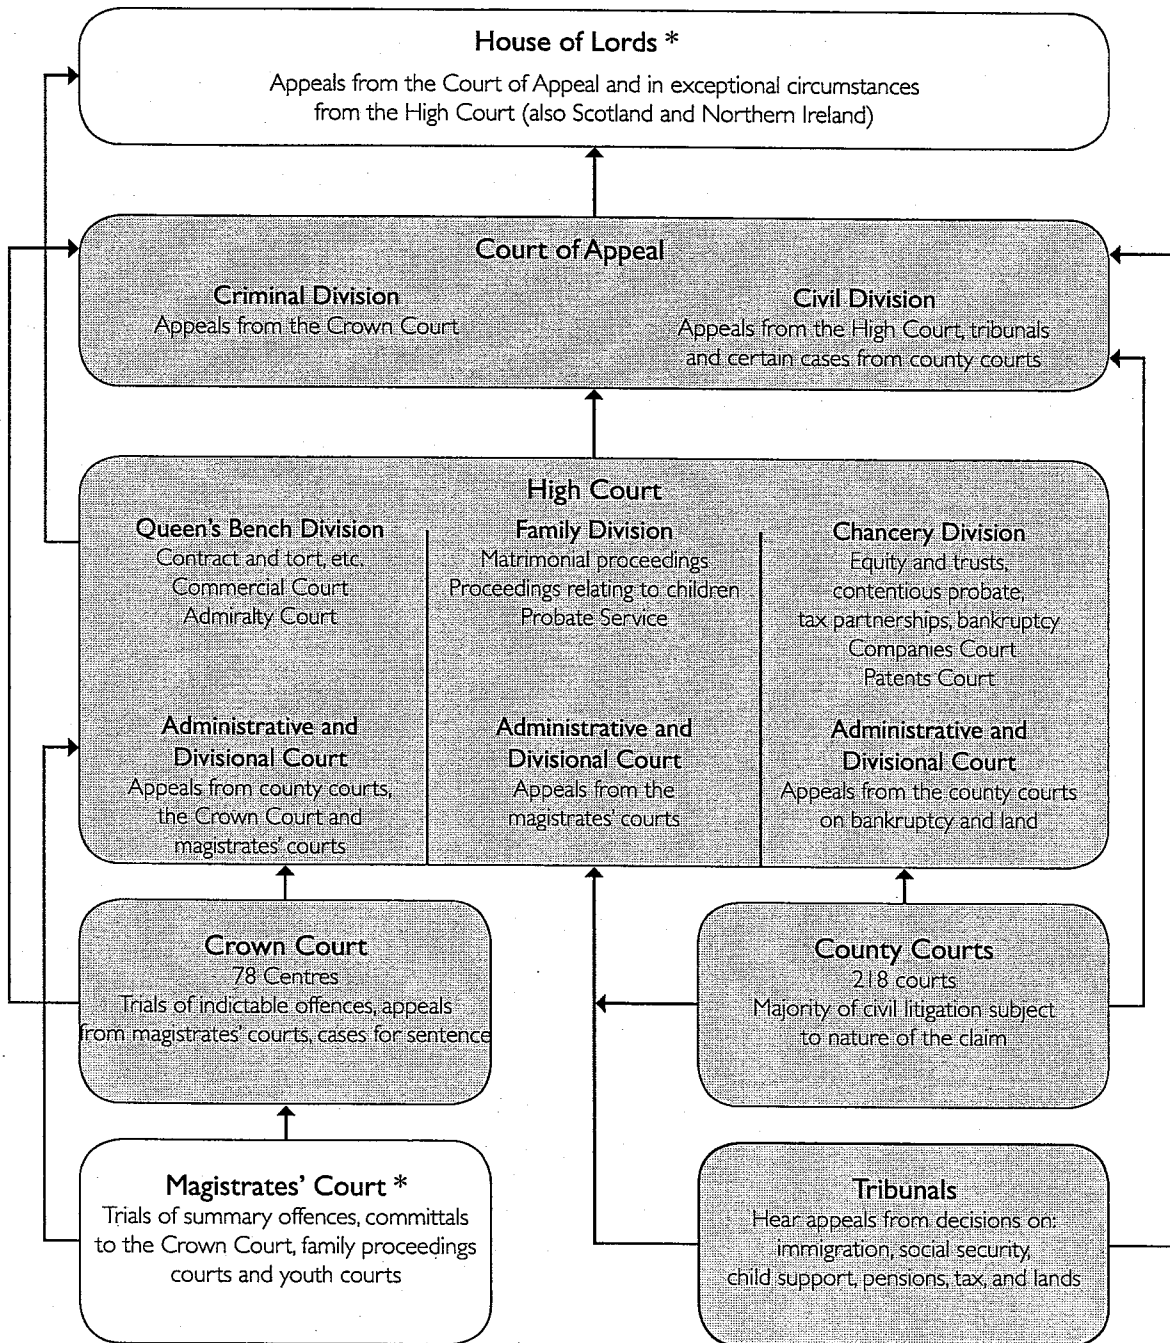 House of Lords *
Appeals from the Court of Appeal and in exceptional circumstances
from the High Court (also Scotland and Northern Ireland)
Court of Appeal
Criminal Division
Appeals from the Crown Court
Civil Division
Appeals from the High Court, tribunals
and certain cases from county courts
High Court
Queen's Bench Division
Contract and tort, etc.
Commercial Court
Admiralty Court
Administrative and
Divisional Court
Appeals from county courts,
the Crown Court and
magistrates' courts
Family Division
Matrimonial proceedings
Proceedings relating to children
Probate Service
Administrative and
Divisional Court
Appeals from the
magistrates' courts
Chancery Division
Equity and trusts,
contentious probate,
tax partnerships, bankruptcy
Companies Court
Patents Court
Administrative and
Divisional Court
Appeals from the county courts
on bankruptcy and land
Crown Court
78 Centres
Trials of indictable offences, appeals
from magistrates' courts, cases for sentence
County Courts
218 courts
Majority of civil litigation subject
to nature of the claim
Magistrates' Court *
Trials of summary offences, committals
to the Crown Court, family proceedings
courts and youth courts
Tribunals
Hear appeals from decisions on:
immigration, social security,
child support, pensions, tax, and lands